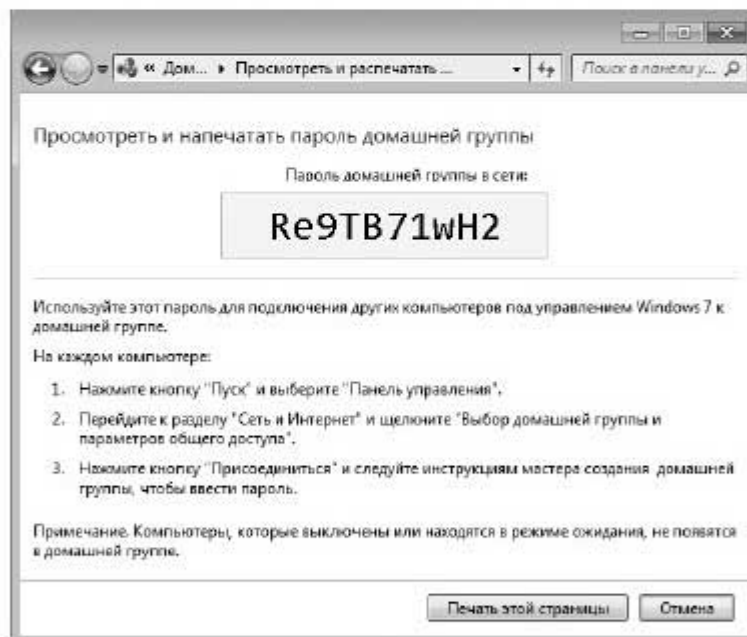 « Дом... ▸ Просмотреть и распечатать ...
Поиск в панели у...
Просмотреть и напечатать пароль домашней группы
Пароль домашней группы в сети:
Re9TB71wH2
Используйте этот пароль для подключения других компьютеров под управлением Windows 7 к
домашней группе.
На каждом компьютере:
1. Нажмите кнопку "Пуск" и выберите "Панель управления".
2. Перейдите к разделу "Сеть и Интернет" и щелкните "Выбор домашней группы и
параметров общего доступа".
3. Нажмите кнопку "Присоединиться" и следуйте инструкциям мастера создания домашней
группы, чтобы ввести пароль.
Примечание. Компьютеры, которые выключены или находятся в режиме ожидания, не появятся
в домашней группе.
Печать этой страницы
Отмена